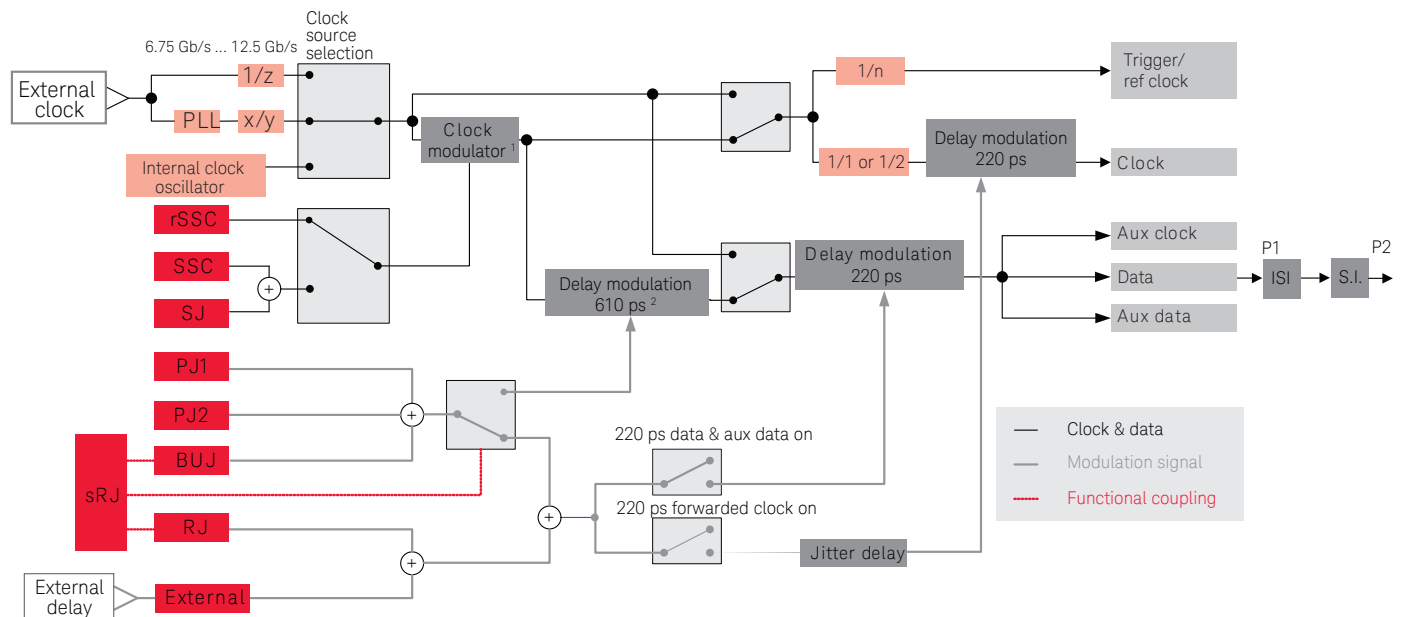 Clock
source
selection
6.75 Gb/s ... 12.5 Gb/s
External
clock
1/z
PLL
x/y
Internal clock
oscillator
Clock
modulator 1
1/n
Trigger/
ref clock
1/1 or 1/2
Delay modulation
220 ps
Clock
rSSC
SSC
+
SJ
Delay modulation
610 ps 2
Delay modulation
220 ps
Aux clock
Data
Aux data
P1
ISI
S.I.
P2
PJ1
PJ2
+
BUJ
sRJ
RJ
+
+
External
delay
External
220 ps data & aux data on
220 ps forwarded clock on
Jitter delay
Clock & data
Modulation signal
Functional coupling